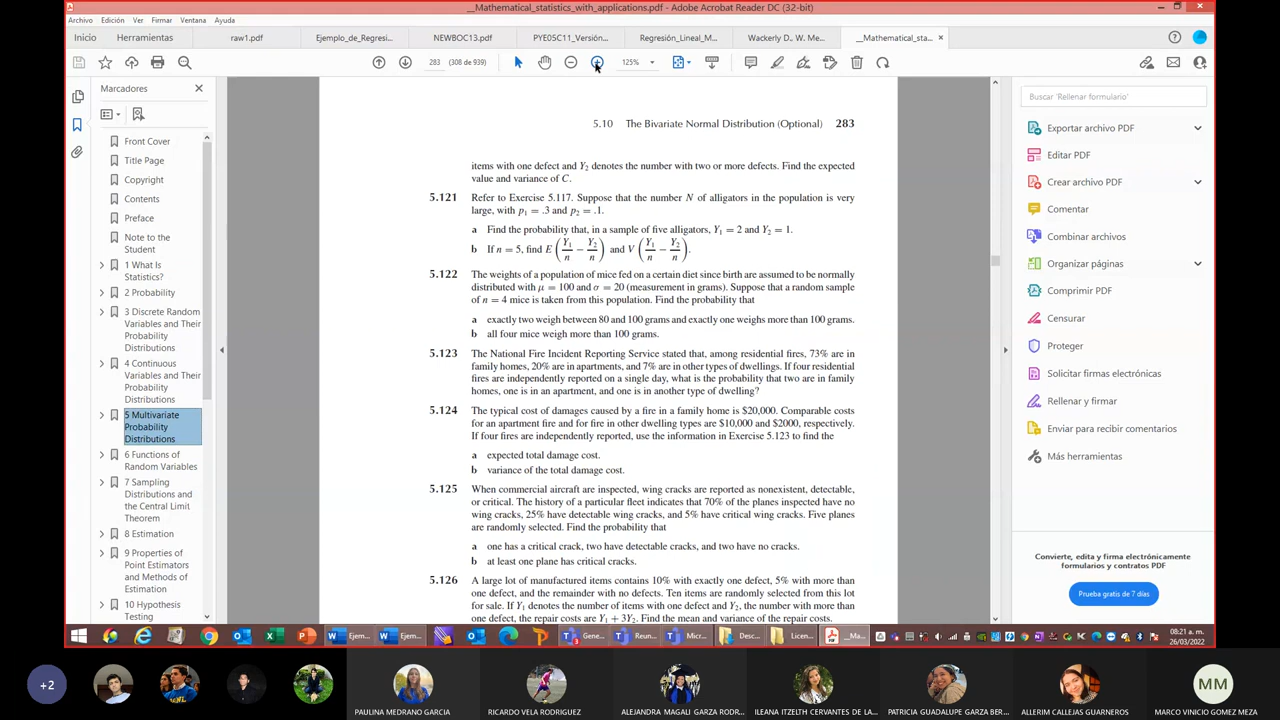 __Mathematical_statistics_with_applications.pdf - Adobe Acrobat Reader DC (32-bit)
Archivo Edición Ver Firmar Ventana Ayuda
Inicio Herramientas raw1.pdf Ejemplo_de_Regresi... NEWBOC13.pdf PYE05C11_Versión... Regresión_Lineal_M... Wackerly D., W. Me... __Mathematical_sta... ×
283 (308 de 939) 125%
Marcadores
Front Cover
Title Page
Copyright
Contents
Preface
Note to the
Student
1 What Is
Statistics?
2 Probability
3 Discrete Random
Variables and Their
Probability
Distributions
4 Continuous
Variables and Their
Probability
Distributions
5 Multivariate
Probability
Distributions
6 Functions of
Random Variables
7 Sampling
Distributions and
the Central Limit
Theorem
8 Estimation
9 Properties of
Point Estimators
and Methods of
Estimation
10 Hypothesis
Testing
5.10 The Bivariate Normal Distribution (Optional) 283
items with one defect and Y2 denotes the number with two or more defects. Find the expected
value and variance of C.
5.121 Refer to Exercise 5.117. Suppose that the number N of alligators in the population is very
large, with p1 = .3 and p2 = .1.
a Find the probability that, in a sample of five alligators, Y1 = 2 and Y2 = 1.
b If n = 5, find E (Y1/n − Y2/n) and V (Y1/n − Y2/n).
5.122 The weights of a population of mice fed on a certain diet since birth are assumed to be normally
distributed with μ = 100 and σ = 20 (measurement in grams). Suppose that a random sample
of n = 4 mice is taken from this population. Find the probability that
a exactly two weigh between 80 and 100 grams and exactly one weighs more than 100 grams.
b all four mice weigh more than 100 grams.
5.123 The National Fire Incident Reporting Service stated that, among residential fires, 73% are in
family homes, 20% are in apartments, and 7% are in other types of dwellings. If four residential
fires are independently reported on a single day, what is the probability that two are in family
homes, one is in an apartment, and one is in another type of dwelling?
5.124 The typical cost of damages caused by a fire in a family home is $20,000. Comparable costs
for an apartment fire and for fire in other dwelling types are $10,000 and $2000, respectively.
If four fires are independently reported, use the information in Exercise 5.123 to find the
a expected total damage cost.
b variance of the total damage cost.
5.125 When commercial aircraft are inspected, wing cracks are reported as nonexistent, detectable,
or critical. The history of a particular fleet indicates that 70% of the planes inspected have no
wing cracks, 25% have detectable wing cracks, and 5% have critical wing cracks. Five planes
are randomly selected. Find the probability that
a one has a critical crack, two have detectable cracks, and two have no cracks.
b at least one plane has critical cracks.
5.126 A large lot of manufactured items contains 10% with exactly one defect, 5% with more than
one defect, and the remainder with no defects. Ten items are randomly selected from this lot
for sale. If Y1 denotes the number of items with one defect and Y2, the number with more than
one defect, the repair costs are Y1 + 3Y2. Find the mean and variance of the repair costs.
Buscar 'Rellenar formulario'
Exportar archivo PDF
Editar PDF
Crear archivo PDF
Comentar
Combinar archivos
Organizar páginas
Comprimir PDF
Censurar
Proteger
Solicitar firmas electrónicas
Rellenar y firmar
Enviar para recibir comentarios
Más herramientas
Convierte, edita y firma electrónicamente
formularios y contratos PDF
Prueba gratis de 7 días
Ejem... Ejem... Gene... Reun... Micr... Desc... Licen... __Ma...
08:21 a. m.
26/03/2022
+2
MM
PAULINA MEDRANO GARCIA RICARDO VELA RODRIGUEZ ALEJANDRA MAGALI GARZA RODR... ILEANA ITZELTH CERVANTES DE LA... PATRICIA GUADALUPE GARZA BER... ALLERIM CALLEJAS GUARNEROS MARCO VINICIO GOMEZ MEZA